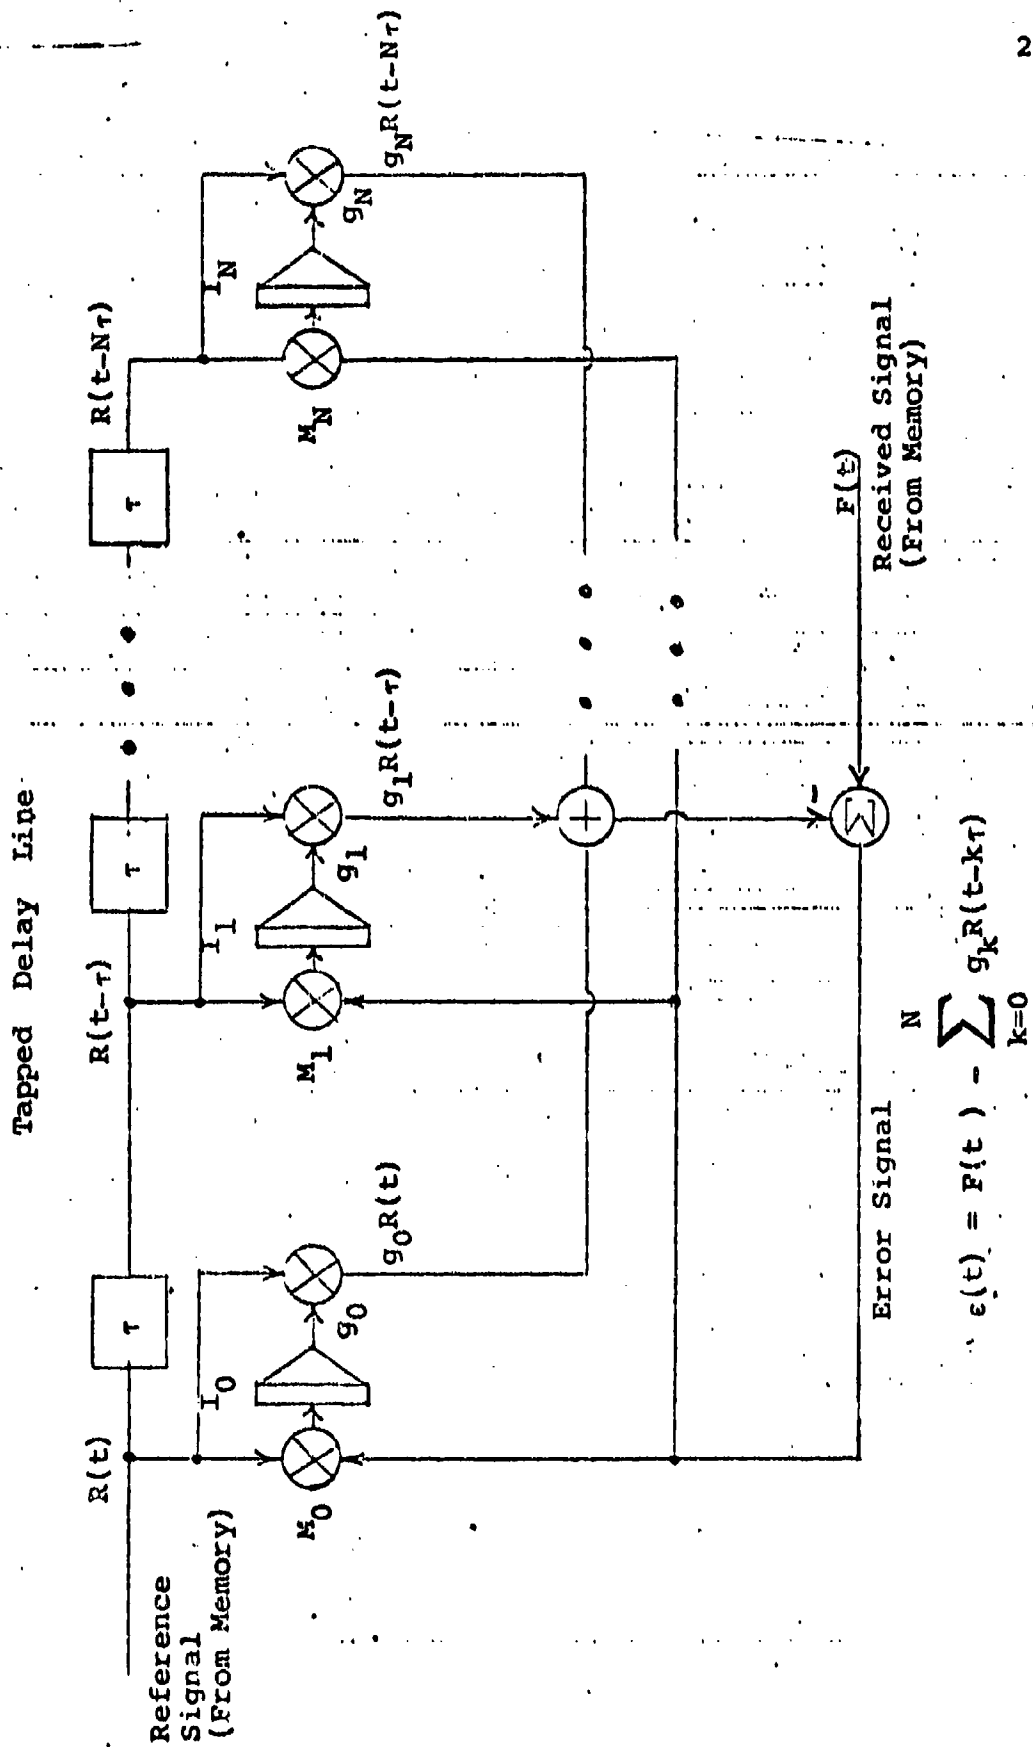 2
Tapped Delay Line
R(t)
R(t-τ)
R(t-Nτ)
τ
τ
τ
Reference
Signal
(From Memory)
I0
I1
IN
M0
g0
M1
g1
MN
gN
g0R(t)
g1R(t-τ)
gNR(t-Nτ)
+
-
Σ
F(t)
Received Signal
(From Memory)
Error Signal
ε(t) = F(t) - N∑k=0 gkR(t-kτ)